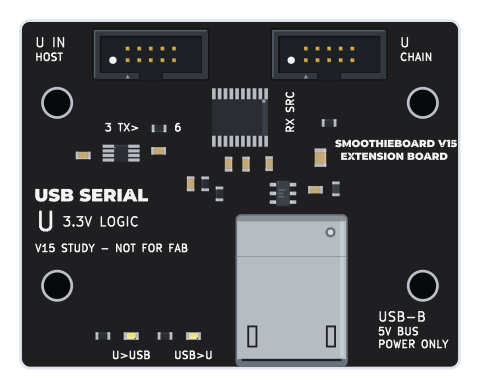 U IN
HOST
U
CHAIN
RX SRC
3 TX> 6
SMOOTHIEBOARD V15
EXTENSION BOARD
USB SERIAL
U 3.3V LOGIC
V15 STUDY – NOT FOR FAB
USB-B
5V BUS
POWER ONLY
U>USB
USB>U